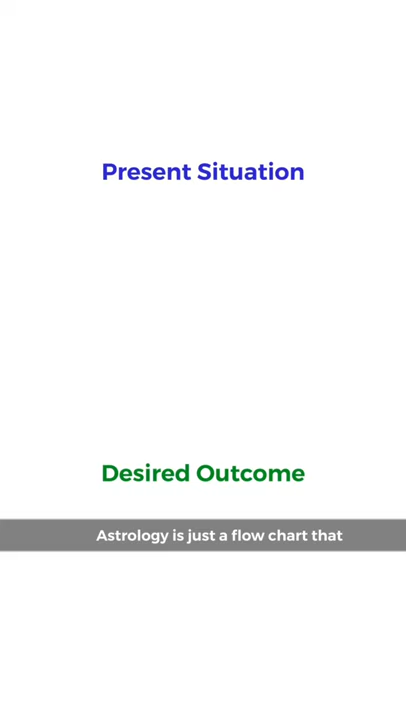 Present Situation
Desired Outcome
Astrology is just a flow chart that